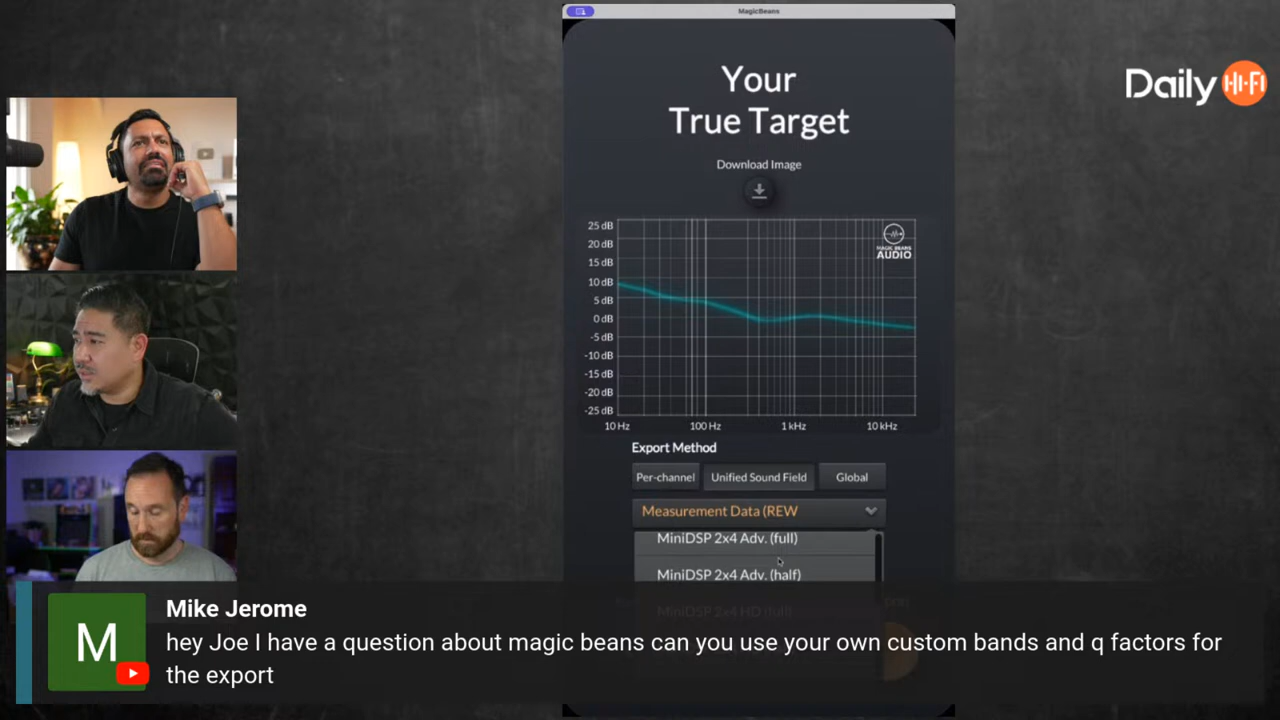 MagicBeans
Your
True Target
Download Image
Daily HI-FI
MAGIC BEANS
AUDIO
25 dB
20 dB
15 dB
10 dB
5 dB
0 dB
-5 dB
-10 dB
-15 dB
-20 dB
-25 dB
10 Hz 100 Hz 1 kHz 10 kHz
Export Method
Per-channel Unified Sound Field Global
Measurement Data (REW
MiniDSP 2x4 Adv. (full)
MiniDSP 2x4 Adv. (half)
MiniDSP 2x4 HD (full)
M
Mike Jerome
hey Joe I have a question about magic beans can you use your own custom bands and q factors for
the export